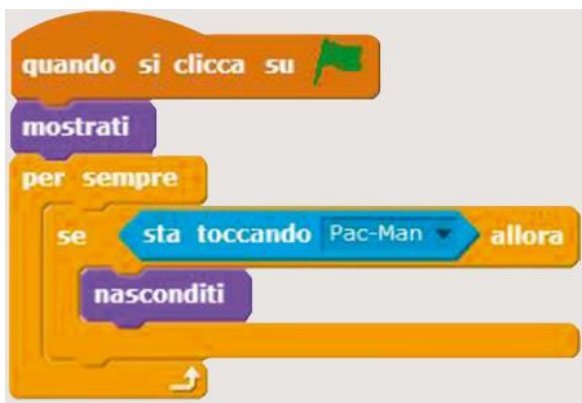 quando si clicca su
mostrati
per sempre
se sta toccando Pac-Man allora
nasconditi